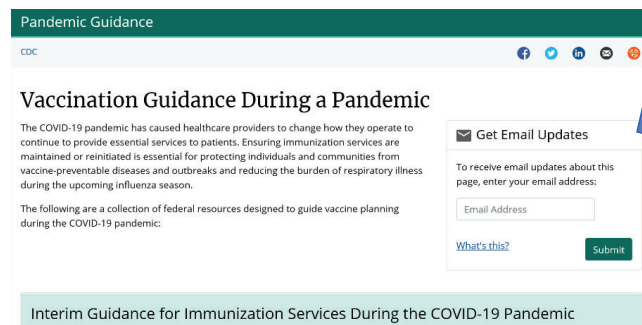 Pandemic Guidance
CDC
Vaccination Guidance During a Pandemic
The COVID-19 pandemic has caused healthcare providers to change how they operate to
continue to provide essential services to patients. Ensuring immunization services are
maintained or reinitiated is essential for protecting individuals and communities from
vaccine-preventable diseases and outbreaks and reducing the burden of respiratory illness
during the upcoming influenza season.
The following are a collection of federal resources designed to guide vaccine planning
during the COVID-19 pandemic:
Get Email Updates
To receive email updates about this
page, enter your email address:
Email Address
What's this?
Submit
Interim Guidance for Immunization Services During the COVID-19 Pandemic